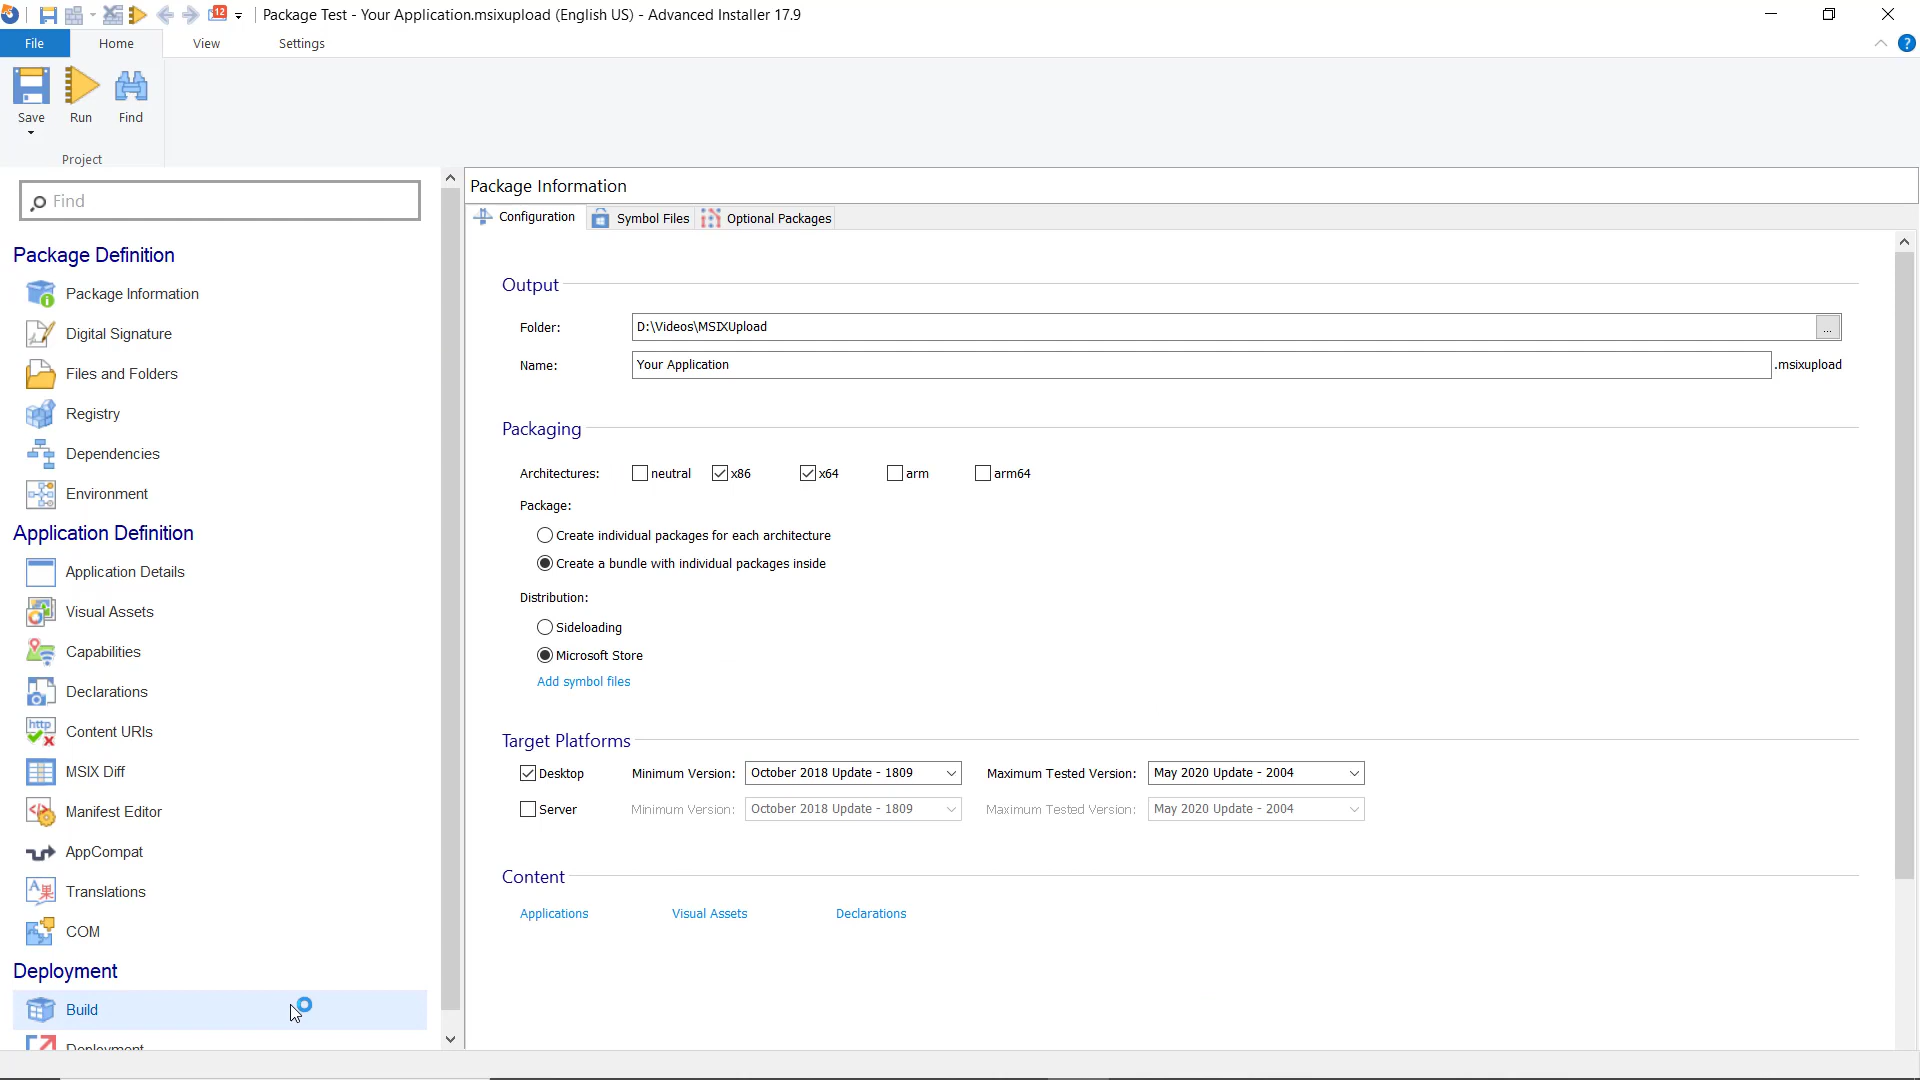 12
Package Test - Your Application.msixupload (English US) - Advanced Installer 17.9
File
Home
View
Settings
?
Save
Run
Find
Project
Find
Package Definition
Package Information
Digital Signature
Files and Folders
Registry
Dependencies
Environment
Application Definition
Application Details
Visual Assets
Capabilities
Declarations
http
Content URIs
MSIX Diff
Manifest Editor
AppCompat
Translations
COM
Deployment
Build
Deployment
Package Information
Configuration
Symbol Files
Optional Packages
Output
Folder:
D:\Videos\MSIXUpload
...
Name:
Your Application
.msixupload
Packaging
Architectures:
neutral
x86
x64
arm
arm64
Package:
Create individual packages for each architecture
Create a bundle with individual packages inside
Distribution:
Sideloading
Microsoft Store
Add symbol files
Target Platforms
Desktop
Minimum Version:
October 2018 Update - 1809
Maximum Tested Version:
May 2020 Update - 2004
Server
Minimum Version:
October 2018 Update - 1809
Maximum Tested Version:
May 2020 Update - 2004
Content
Applications
Visual Assets
Declarations